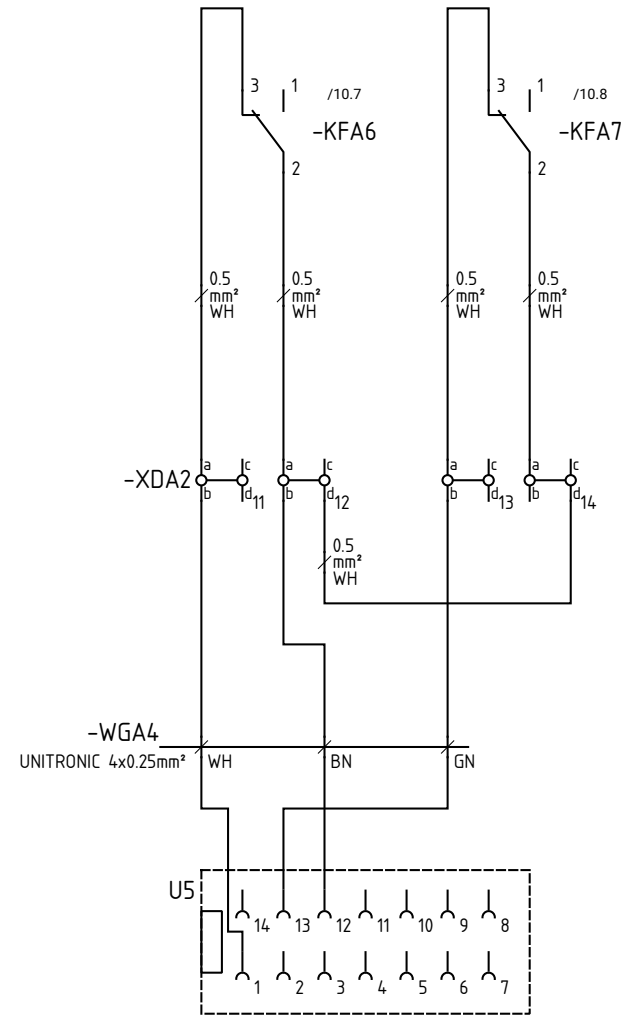 3 1 /10.7 3 1 /10.8
-KFA6 -KFA7
2 2
0.5 0.5 0.5 0.5
mm² mm² mm² mm²
WH WH WH WH
a c a c a c a c
-XDA2
b d 11 b d 12 b d 13 b d 14
0.5
mm²
WH
-WGA4
UNITRONIC 4x0.25mm² WH BN GN
U5
14 13 12 11 10 9 8
1 2 3 4 5 6 7